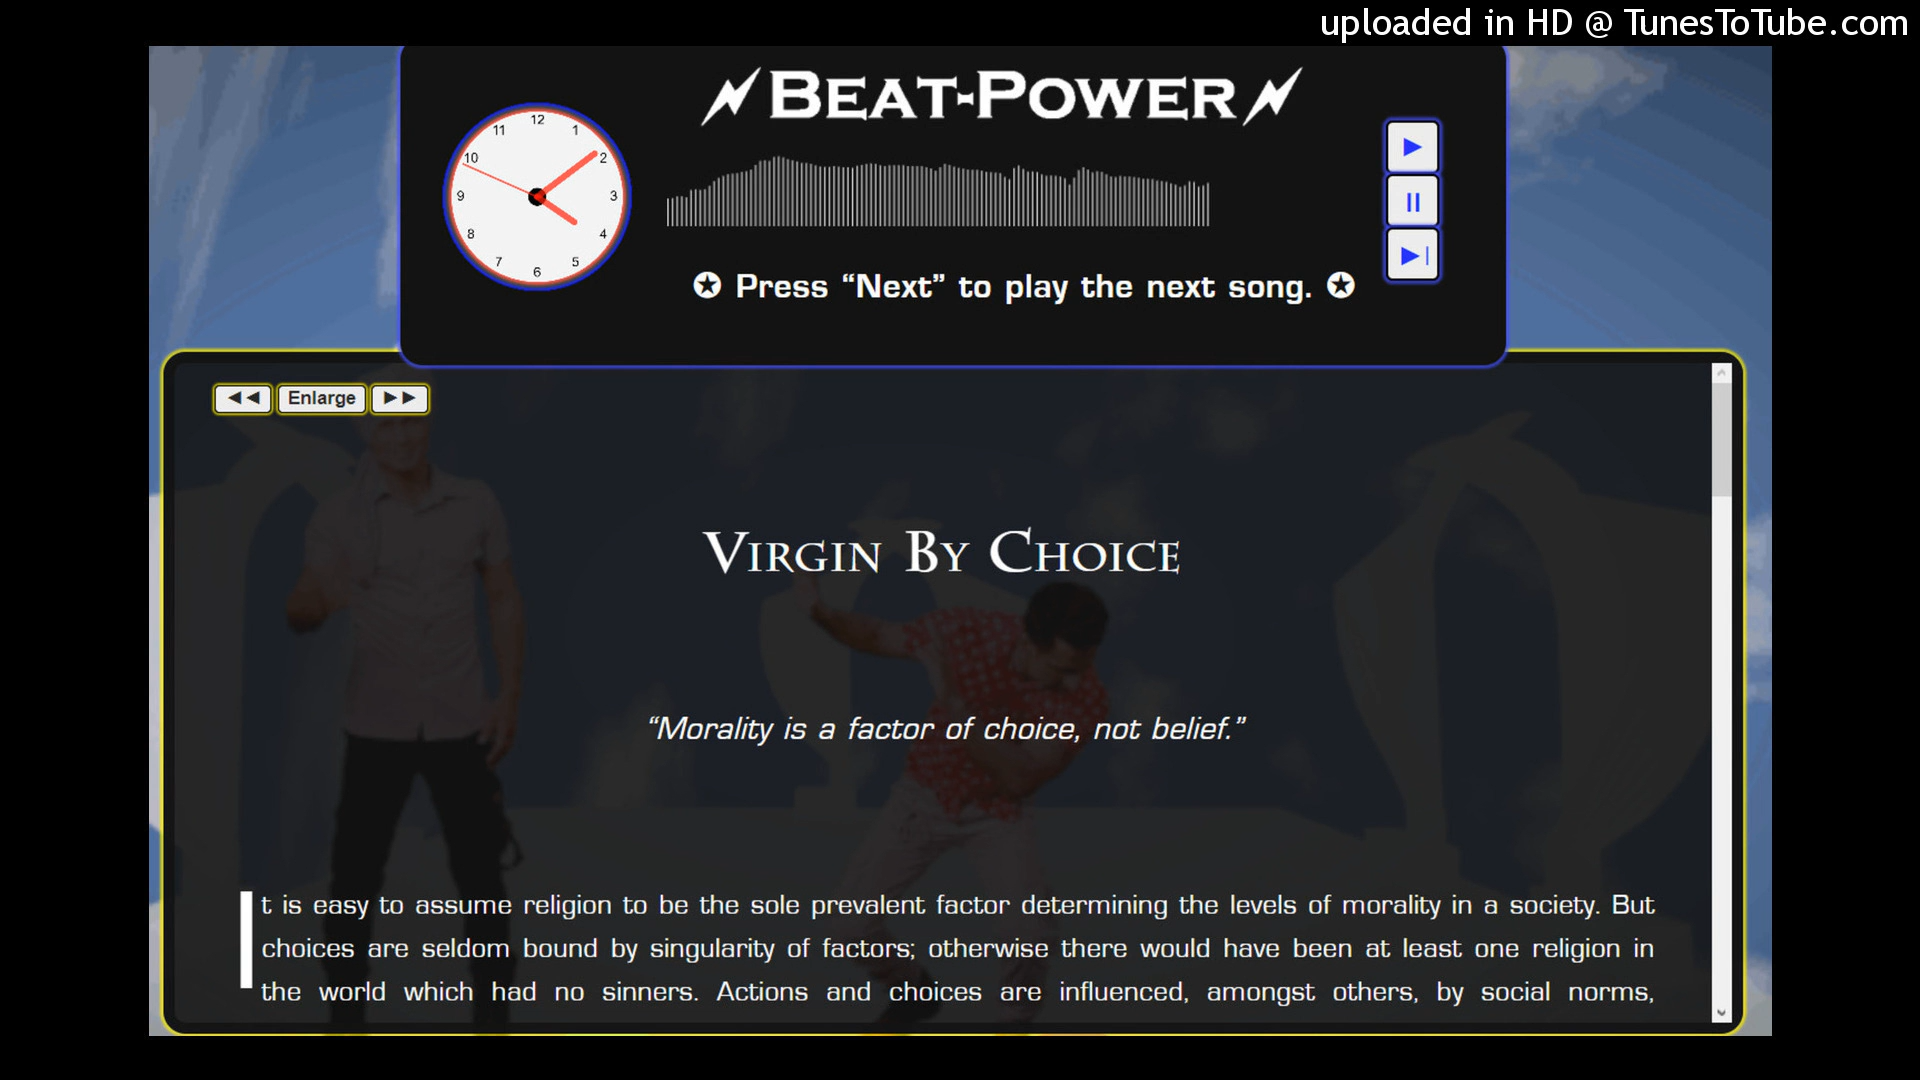 uploaded in HD @ TunesToTube.com
BEAT-POWER
12
11 1
10 2
9 3
8 4
7 5
6
✪ Press “Next” to play the next song. ✪
Enlarge
VIRGIN BY CHOICE
“Morality is a factor of choice, not belief.”
It is easy to assume religion to be the sole prevalent factor determining the levels of morality in a society. But
choices are seldom bound by singularity of factors; otherwise there would have been at least one religion in
the world which had no sinners. Actions and choices are influenced, amongst others, by social norms,